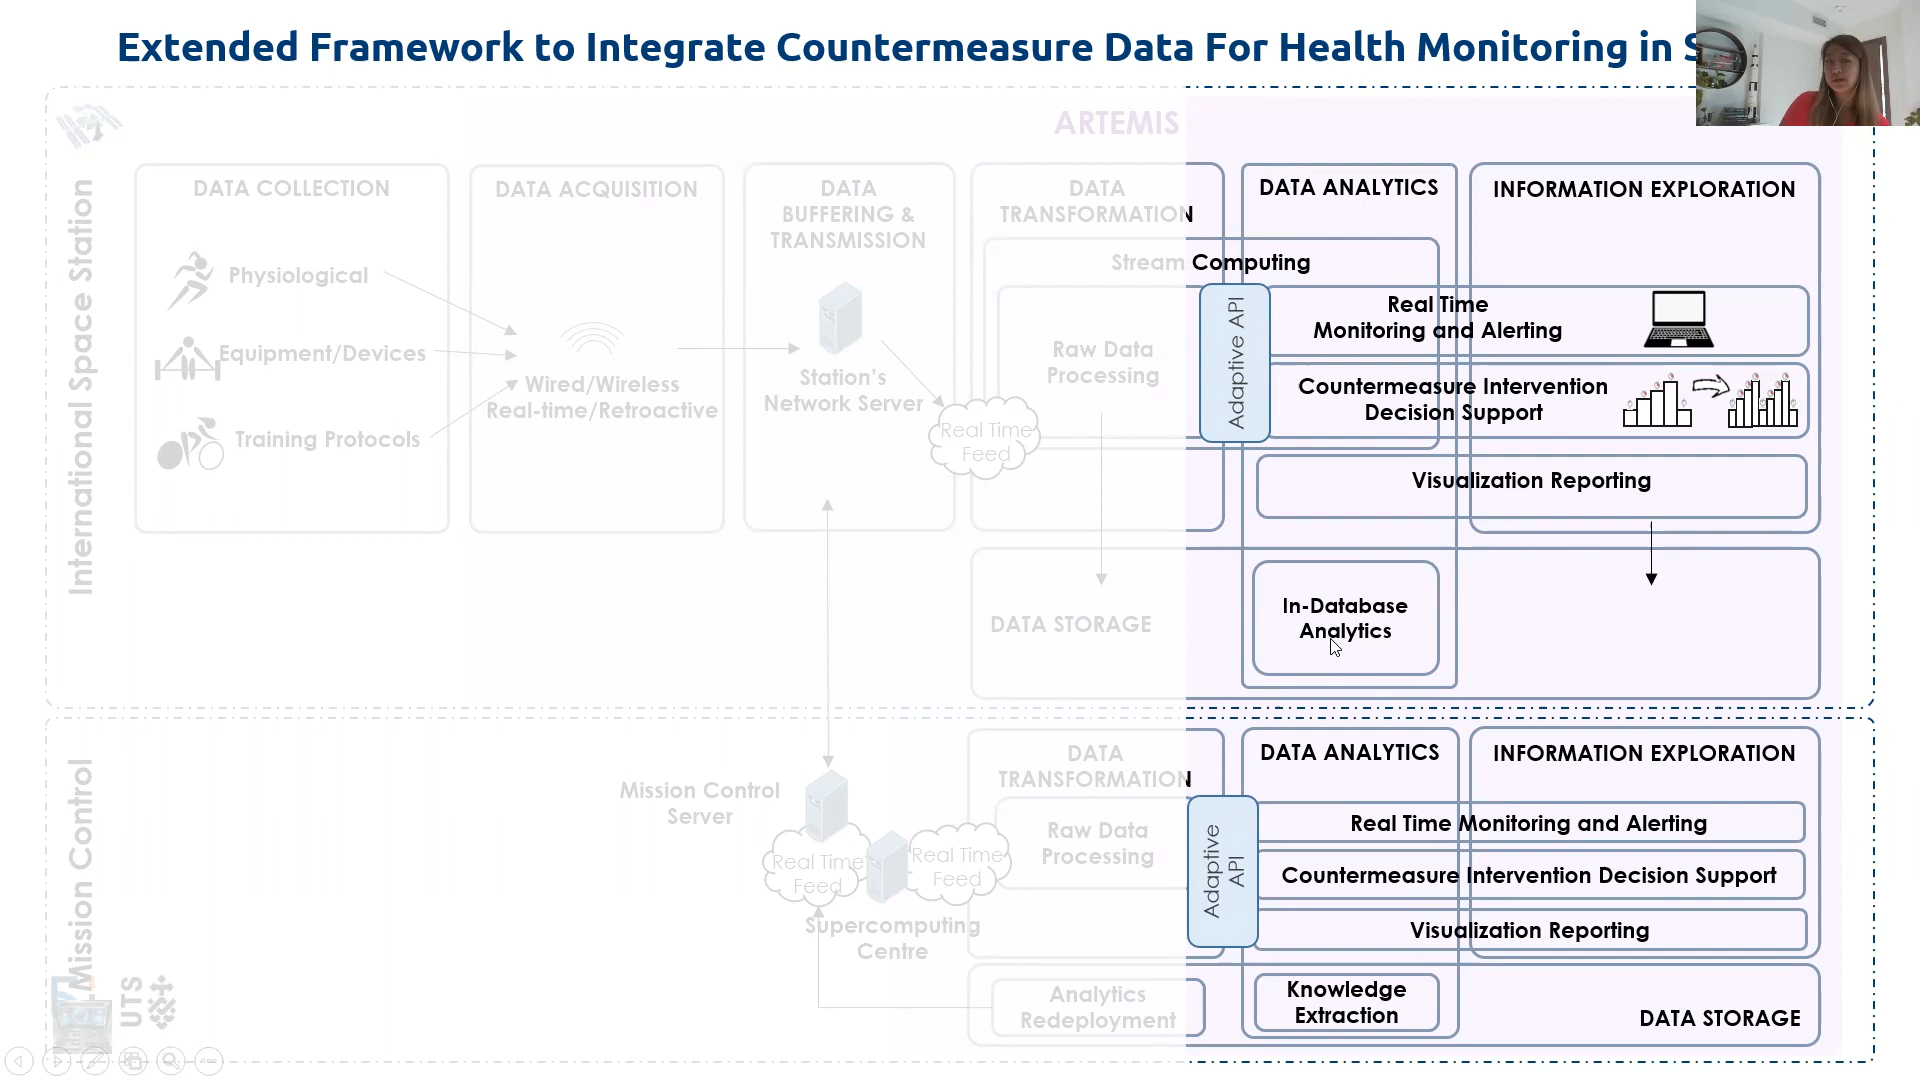 Extended Framework to Integrate Countermeasure Data For Health Monitoring in S
ARTEMIS
International Space Station
DATA COLLECTION
Physiological
Equipment/Devices
Training Protocols
DATA ACQUISITION
Wired/Wireless
Real-time/Retroactive
DATA
BUFFERING &
TRANSMISSION
Station's
Network Server
Real Time
Feed
DATA
TRANSFORMATION
Stream Computing
Raw Data
Processing
Adaptive API
DATA ANALYTICS
INFORMATION EXPLORATION
Real Time
Monitoring and Alerting
Countermeasure Intervention
Decision Support
Visualization Reporting
DATA STORAGE
In-Database
Analytics
Mission Control
UTS
Mission Control
Server
Real Time
Feed
Real Time
Feed
Supercomputing
Centre
DATA
TRANSFORMATION
Raw Data
Processing
Adaptive
API
DATA ANALYTICS
INFORMATION EXPLORATION
Real Time Monitoring and Alerting
Countermeasure Intervention Decision Support
Visualization Reporting
Analytics
Redeployment
Knowledge
Extraction
DATA STORAGE